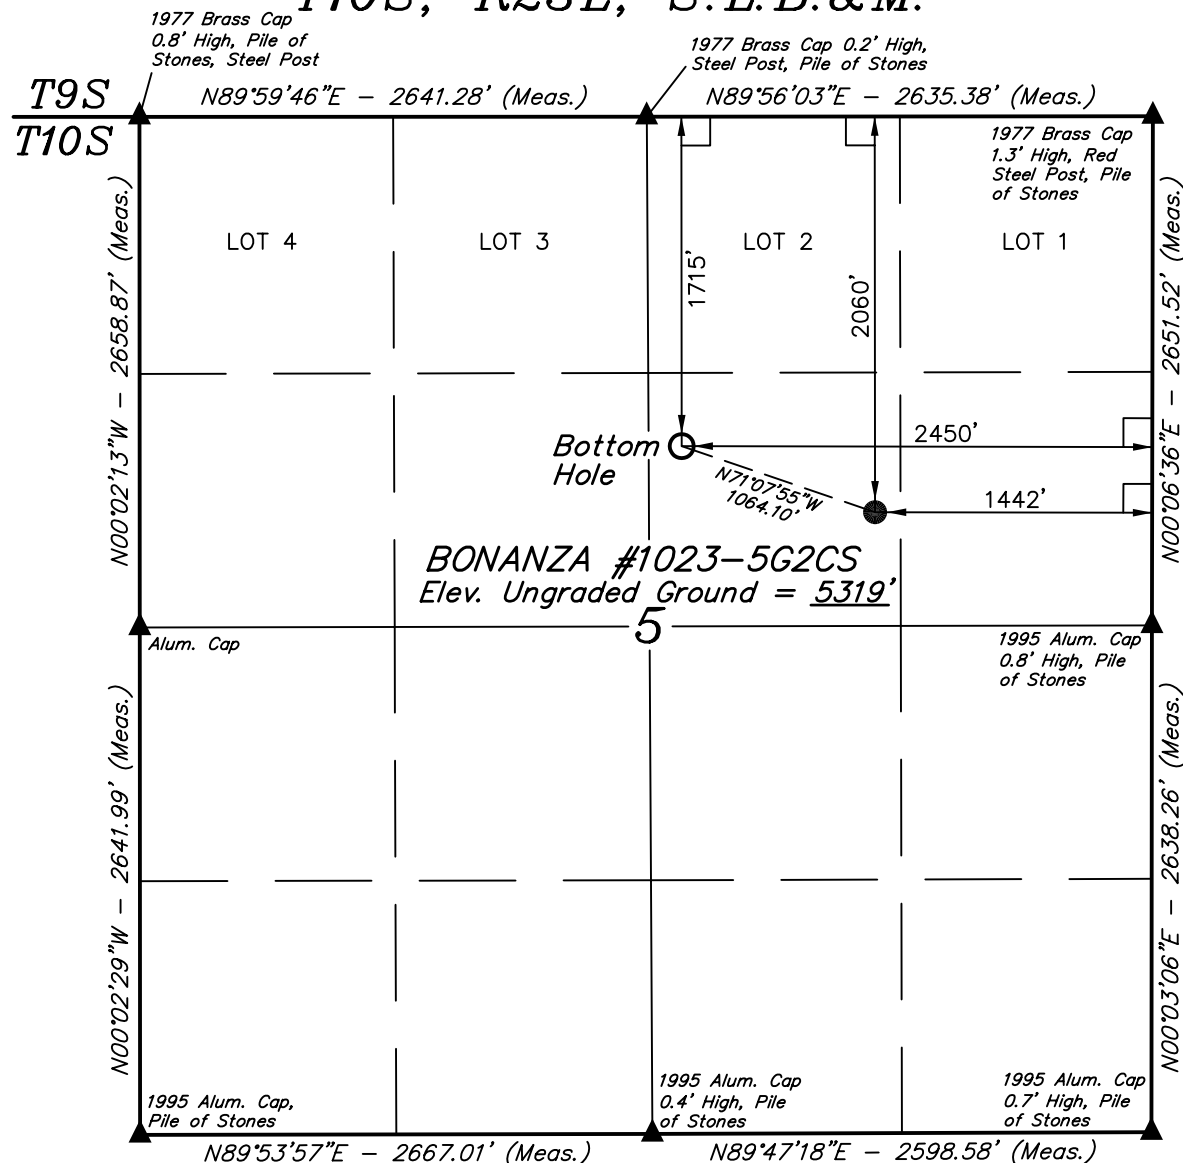 T10S, R23E, S.L.B.&M.
1977 Brass Cap
0.8' High, Pile of
Stones, Steel Post
1977 Brass Cap 0.2' High,
Steel Post, Pile of Stones
T9S
N89°59'46"E - 2641.28' (Meas.)
N89°56'03"E - 2635.38' (Meas.)
T10S
1977 Brass Cap
1.3' High, Red
Steel Post, Pile
of Stones
N00°02'13"W - 2658.87' (Meas.)
LOT 4
LOT 3
LOT 2
LOT 1
1715'
2060'
N00°06'36"E - 2651.52' (Meas.)
Bottom
Hole
2450'
N71°07'55"W
1064.10'
1442'
BONANZA #1023-5G2CS
Elev. Ungraded Ground = 5319'
5
Alum. Cap
1995 Alum. Cap
0.8' High, Pile
of Stones
N00°02'29"W - 2641.99' (Meas.)
N00°03'06"E - 2638.26' (Meas.)
1995 Alum. Cap,
Pile of Stones
1995 Alum. Cap
0.4' High, Pile
of Stones
1995 Alum. Cap
0.7' High, Pile
of Stones
N89°53'57"E - 2667.01' (Meas.)
N89°47'18"E - 2598.58' (Meas.)